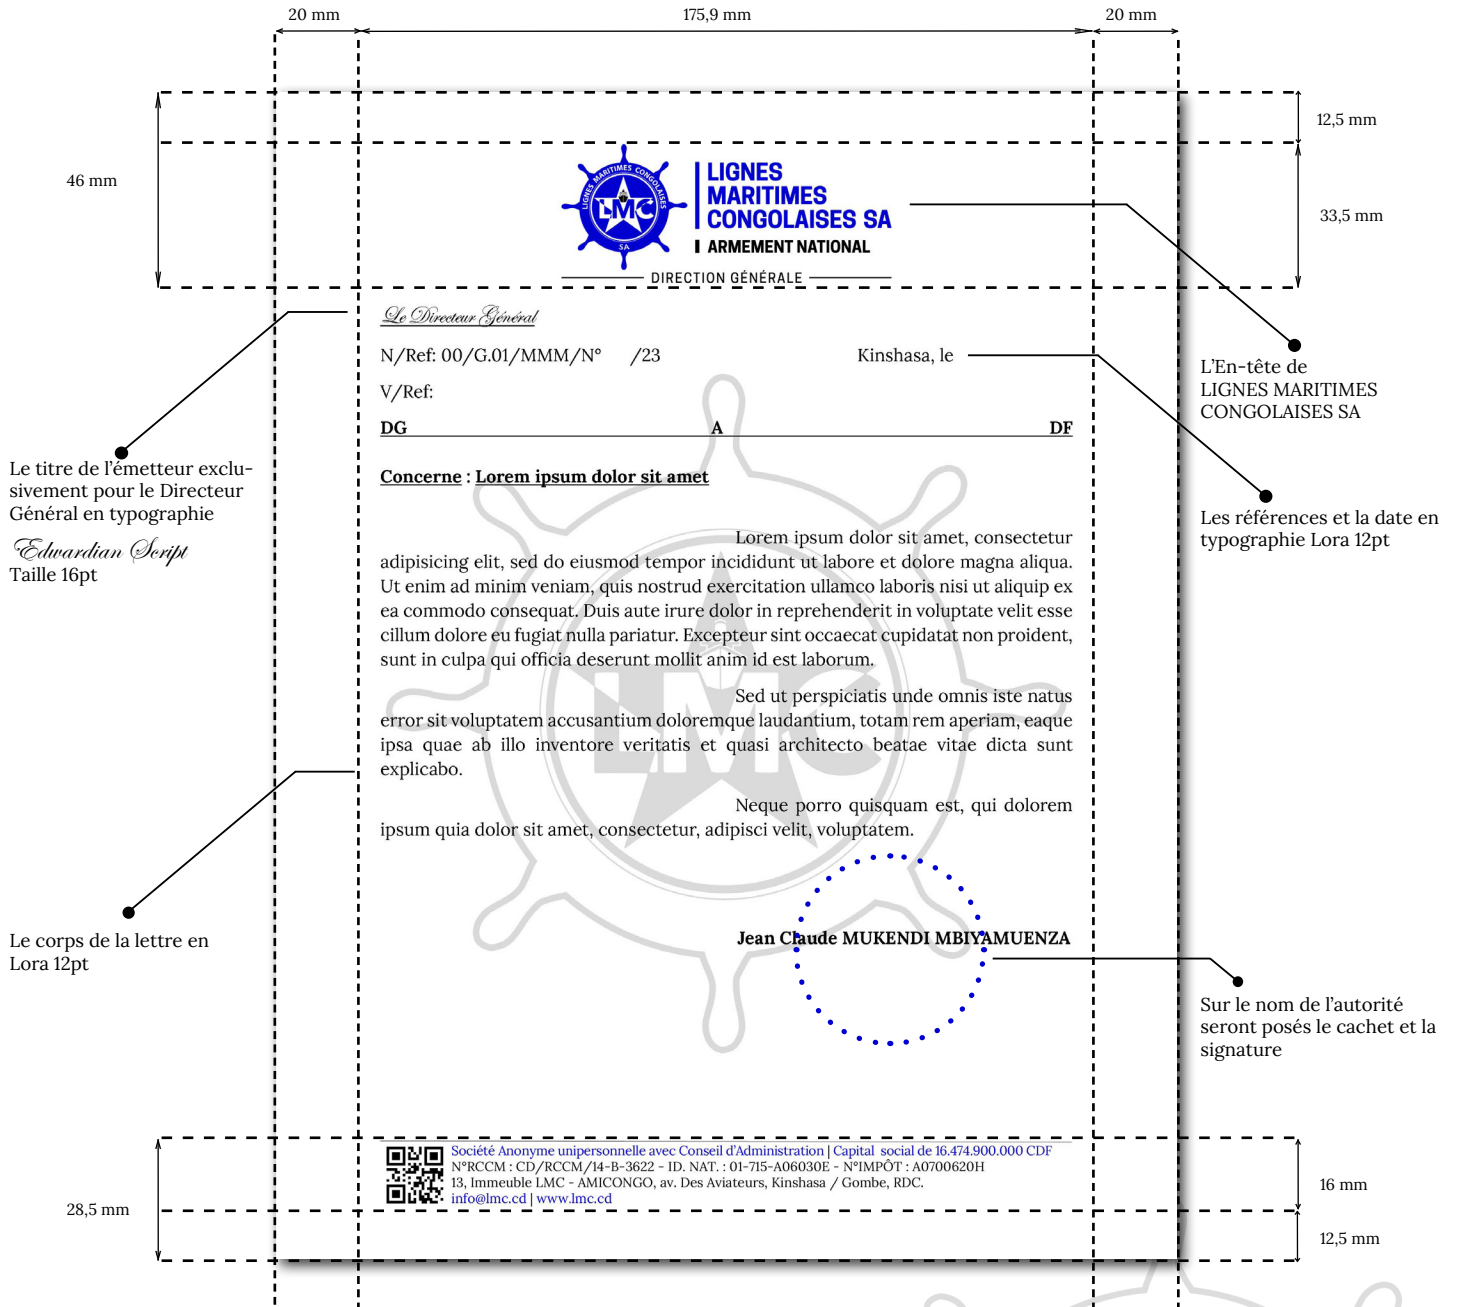 20 mm
175,9 mm
20 mm
12,5 mm
46 mm
33,5 mm
LIGNES MARITIMES CONGOLAISES
LMC
SA
LIGNES
MARITIMES
CONGOLAISES SA
ARMEMENT NATIONAL
DIRECTION GÉNÉRALE
Le Directeur Général
N/Ref: 00/G.01/MMM/N° /23
Kinshasa, le
V/Ref:
DG A DF
Concerne : Lorem ipsum dolor sit amet
Lorem ipsum dolor sit amet, consectetur
adipisicing elit, sed do eiusmod tempor incididunt ut labore et dolore magna aliqua.
Ut enim ad minim veniam, quis nostrud exercitation ullamco laboris nisi ut aliquip ex
ea commodo consequat. Duis aute irure dolor in reprehenderit in voluptate velit esse
cillum dolore eu fugiat nulla pariatur. Excepteur sint occaecat cupidatat non proident,
sunt in culpa qui officia deserunt mollit anim id est laborum.
Sed ut perspiciatis unde omnis iste natus
error sit voluptatem accusantium doloremque laudantium, totam rem aperiam, eaque
ipsa quae ab illo inventore veritatis et quasi architecto beatae vitae dicta sunt
explicabo.
Neque porro quisquam est, qui dolorem
ipsum quia dolor sit amet, consectetur, adipisci velit, voluptatem.
LMC
Jean Claude MUKENDI MBIYAMUENZA
Société Anonyme unipersonnelle avec Conseil d'Administration | Capital social de 16.474.900.000 CDF
N°RCCM : CD/RCCM/14-B-3622 - ID. NAT. : 01-715-A06030E - N°IMPÔT : A0700620H
13, Immeuble LMC - AMICONGO, av. Des Aviateurs, Kinshasa / Gombe, RDC.
info@lmc.cd | www.lmc.cd
Le titre de l'émetteur exclu-
sivement pour le Directeur
Général en typographie
Edwardian Script
Taille 16pt
Le corps de la lettre en
Lora 12pt
28,5 mm
L'En-tête de
LIGNES MARITIMES
CONGOLAISES SA
Les références et la date en
typographie Lora 12pt
Sur le nom de l'autorité
seront posés le cachet et la
signature
16 mm
12,5 mm